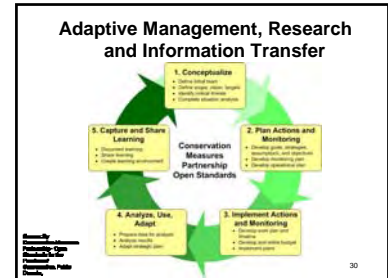 Adaptive Management, Research
and Information Transfer
1. Conceptualize
• Define initial team
• Define scope, vision, targets
• Identify critical threats
• Complete situation analysis
2. Plan Actions and
Monitoring
• Develop goals, strategies,
assumptions, and objectives
• Develop monitoring plan
• Develop operational plan
3. Implement Actions
and Monitoring
• Develop work plan and
timeline
• Develop and refine budget
• Implement plans
4. Analyze, Use,
Adapt
• Prepare data for analysis
• Analyze results
• Adapt strategic plan
5. Capture and Share
Learning
• Document learning
• Share learning
• Create learning environment
Conservation
Measures
Partnership
Open Standards
30